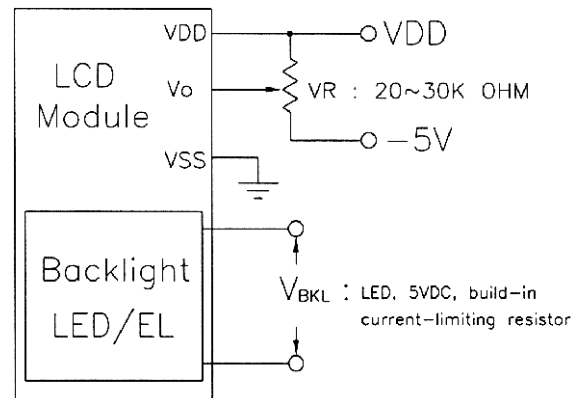 VDD
VDD
LCD
Module
Vo
VR : 20~30K OHM
-5V
VSS
Backlight
LED/EL
VBKL : LED, 5VDC, build-in
current-limiting resistor